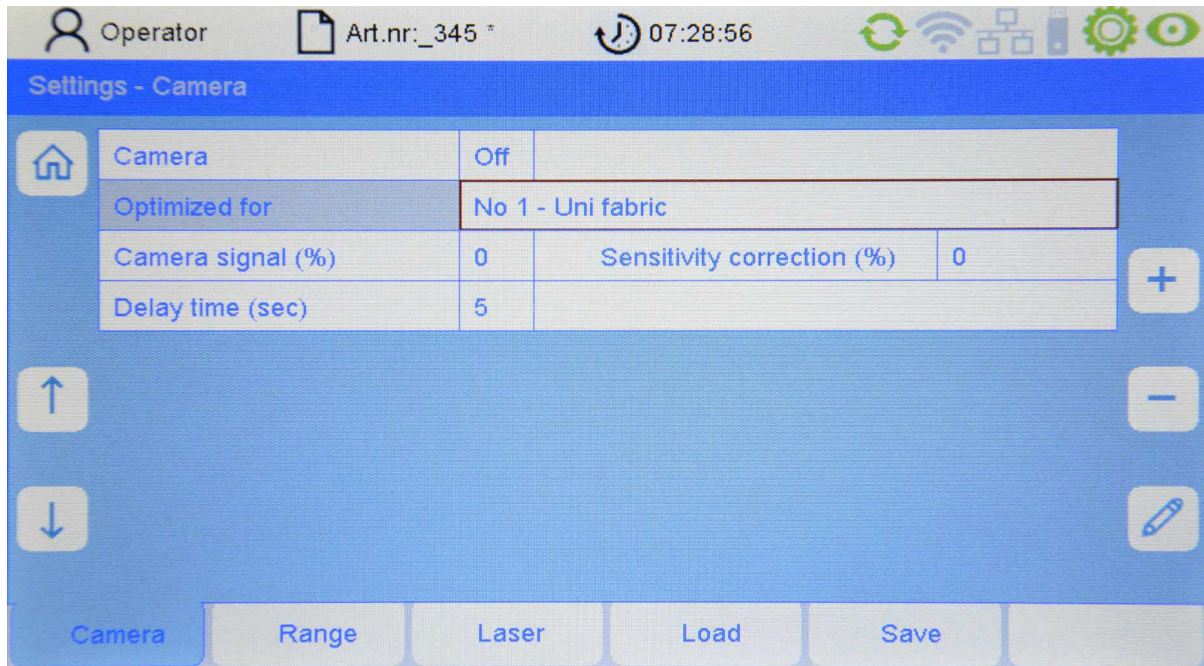 Operator Art.nr:_345 * 07:28:56
Settings - Camera
Camera Off
Optimized for No 1 - Uni fabric
Camera signal (%) 0 Sensitivity correction (%) 0
Delay time (sec) 5
Camera Range Laser Load Save